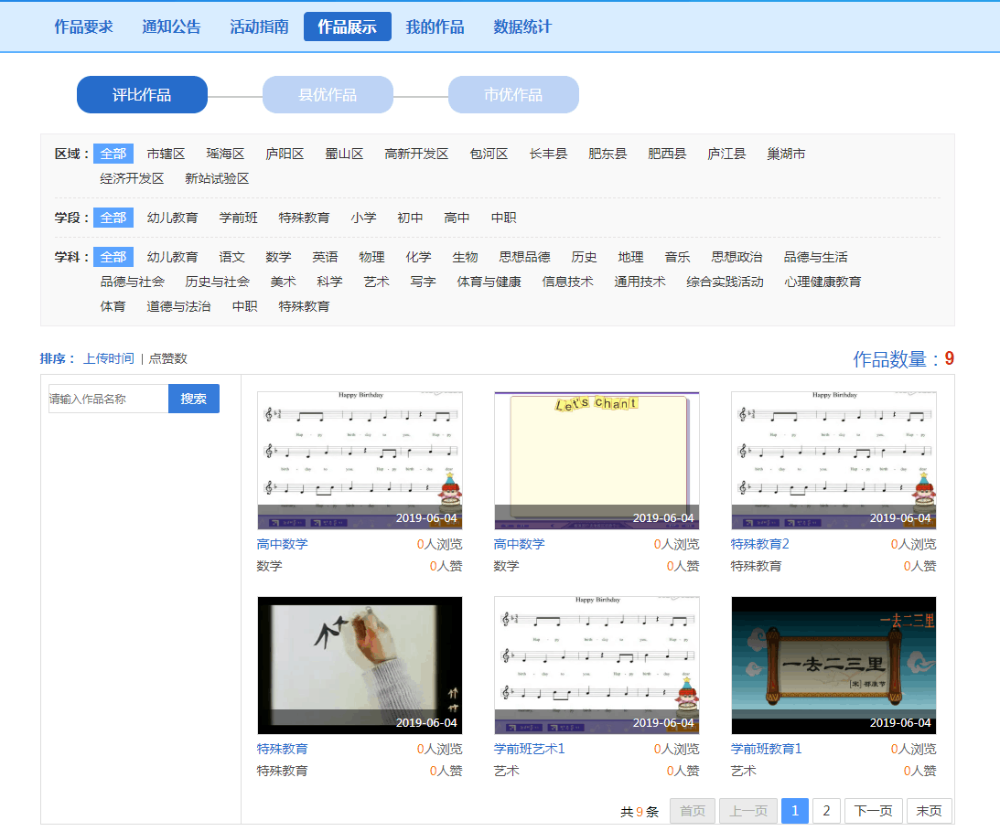 作品要求 通知公告 活动指南 作品展示 我的作品 数据统计
评比作品 县优作品 市优作品
区域： 全部 市辖区 瑶海区 庐阳区 蜀山区 高新开发区 包河区 长丰县 肥东县 肥西县 庐江县 巢湖市
经济开发区 新站试验区
学段： 全部 幼儿教育 学前班 特殊教育 小学 初中 高中 中职
学科： 全部 幼儿教育 语文 数学 英语 物理 化学 生物 思想品德 历史 地理 音乐 思想政治 品德与生活
品德与社会 历史与社会 美术 科学 艺术 写字 体育与健康 信息技术 通用技术 综合实践活动 心理健康教育
体育 道德与法治 中职 特殊教育
排序： 上传时间 | 点赞数 作品数量：9
请输入作品名称 搜索
Happy Birthday Let's chant Happy Birthday
2019-06-04 2019-06-04 2019-06-04
高中数学 0人浏览 高中数学 0人浏览 特殊教育2 0人浏览
数学 0人赞 数学 0人赞 特殊教育 0人赞
Happy Birthday
一去二三里
一去二三里
2019-06-04 2019-06-04 2019-06-04
特殊教育 0人浏览 学前班艺术1 0人浏览 学前班教育1 0人浏览
特殊教育 0人赞 艺术 0人赞 艺术 0人赞
共9条 首页 上一页 1 2 下一页 末页